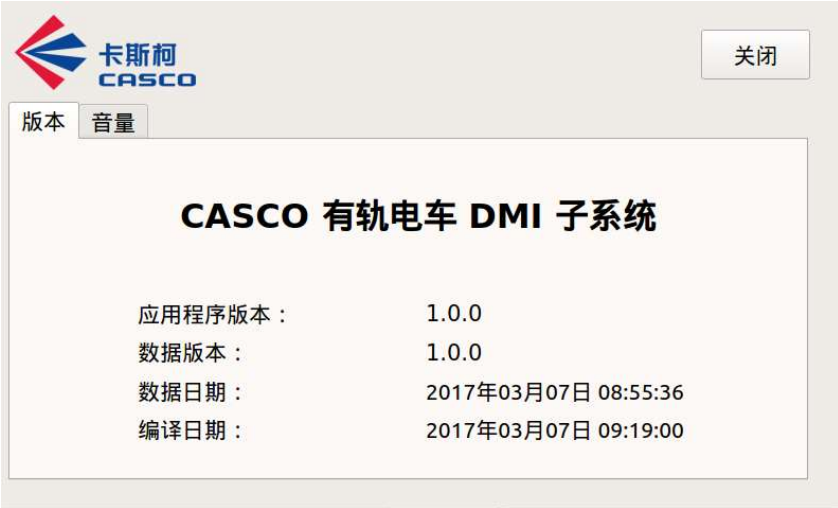 卡斯柯
CASCO
关闭
版本 音量
CASCO 有轨电车 DMI 子系统
应用程序版本： 1.0.0
数据版本： 1.0.0
数据日期： 2017年03月07日 08:55:36
编译日期： 2017年03月07日 09:19:00